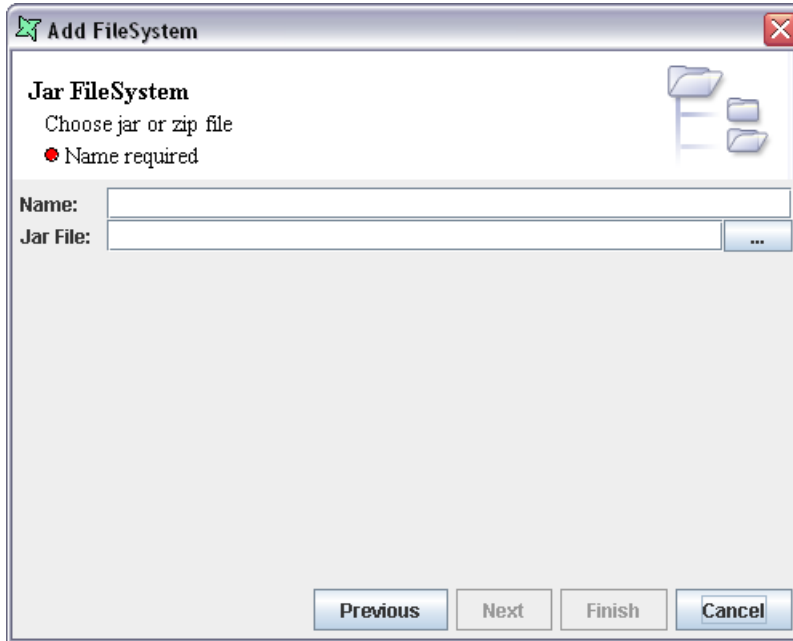 Add FileSystem
Jar FileSystem
Choose jar or zip file
Name required
Name:
Jar File: ...
Previous Next Finish Cancel